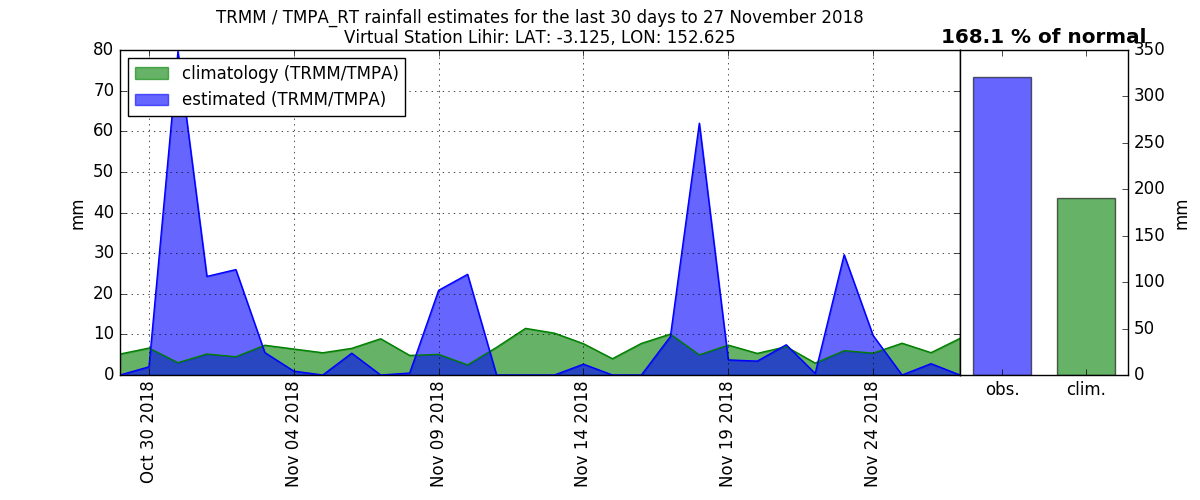 TRMM / TMPA_RT rainfall estimates for the last 30 days to 27 November 2018
Virtual Station Lihir: LAT: -3.125, LON: 152.625
168.1 % of normal
climatology (TRMM/TMPA)
estimated (TRMM/TMPA)
80
70
60
50
40
30
20
10
0
mm
Oct 30 2018
Nov 04 2018
Nov 09 2018
Nov 14 2018
Nov 19 2018
Nov 24 2018
350
300
250
200
150
100
50
0
mm
obs.
clim.